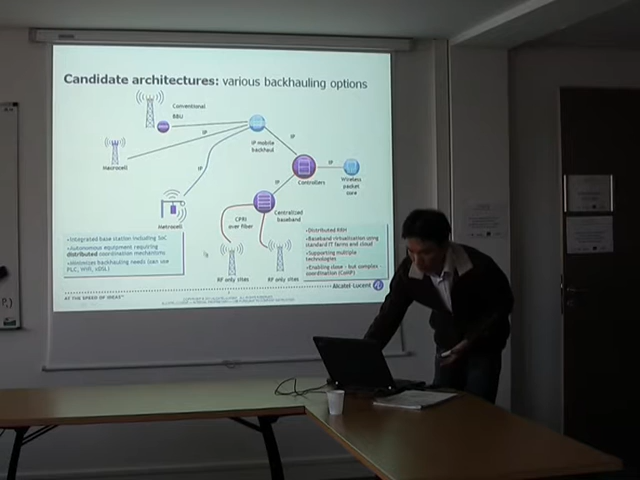 Candidate architectures: various backhauling options
Conventional
BBU
IP
Macrocell
IP
IP mobile
backhaul
IP
IP
Controllers
Wireless
packet
core
IP
Metrocell
CPRI
over fiber
Centralized
baseband
•Integrated base station including SoC
•Autonomous equipment requiring
distributed coordination mechanisms
•Minimizes backhauling needs (can use
PLC, WiFi, xDSL)
RF only sites
RF only sites
•Distributed RRH
•Baseband virtualization using
standard IT farms and cloud
•Supporting multiple
technologies
•Enabling close – but complex –
coordination (CoMP)
AT THE SPEED OF IDEAS™
Alcatel-Lucent